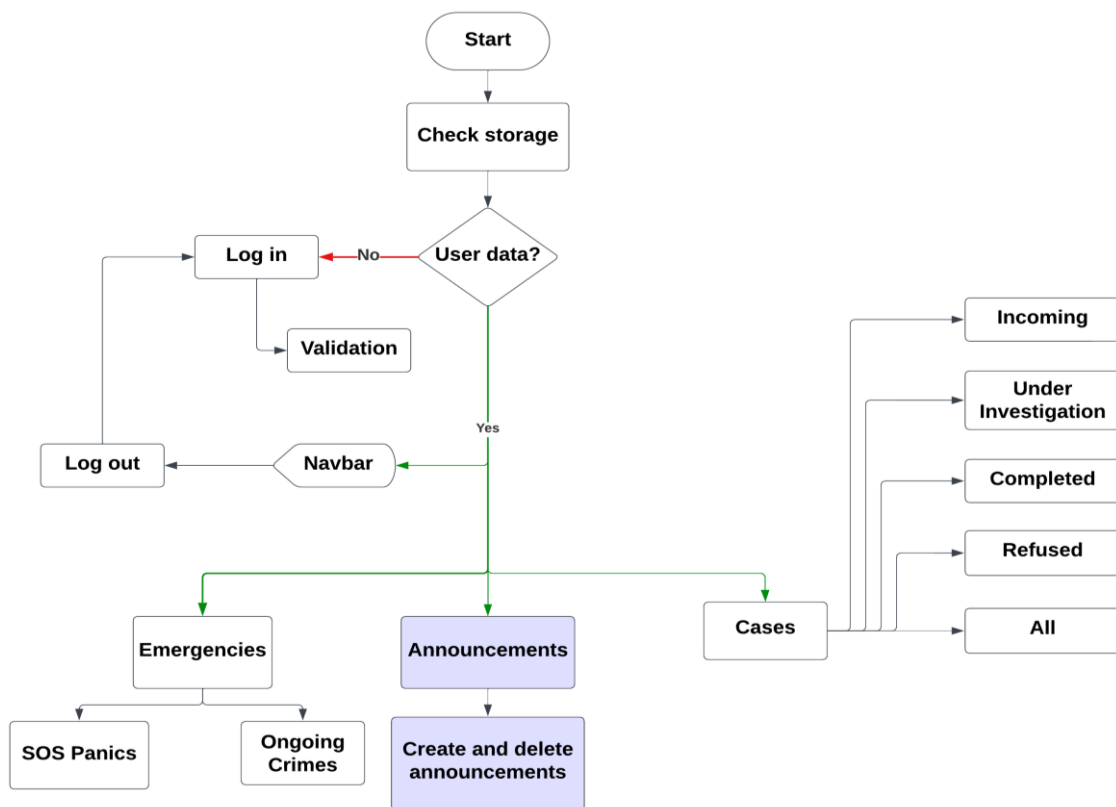 Start
Check storage
User data?
No
Log in
Validation
Yes
Navbar
Log out
Incoming
Under
Investigation
Completed
Refused
All
Cases
Emergencies
Announcements
SOS Panics
Ongoing
Crimes
Create and delete
announcements